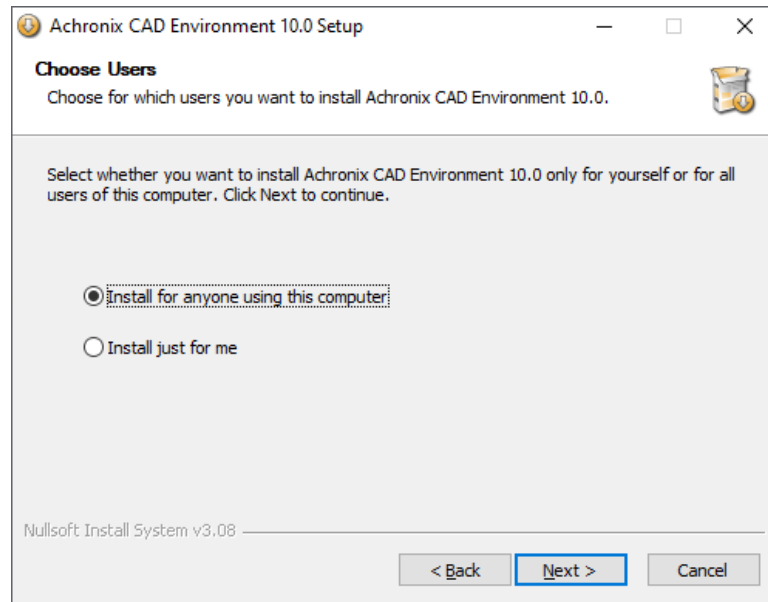 Achronix CAD Environment 10.0 Setup
Choose Users
Choose for which users you want to install Achronix CAD Environment 10.0.
Select whether you want to install Achronix CAD Environment 10.0 only for yourself or for all
users of this computer. Click Next to continue.
Install for anyone using this computer
Install just for me
Nullsoft Install System v3.08
< Back
Next >
Cancel